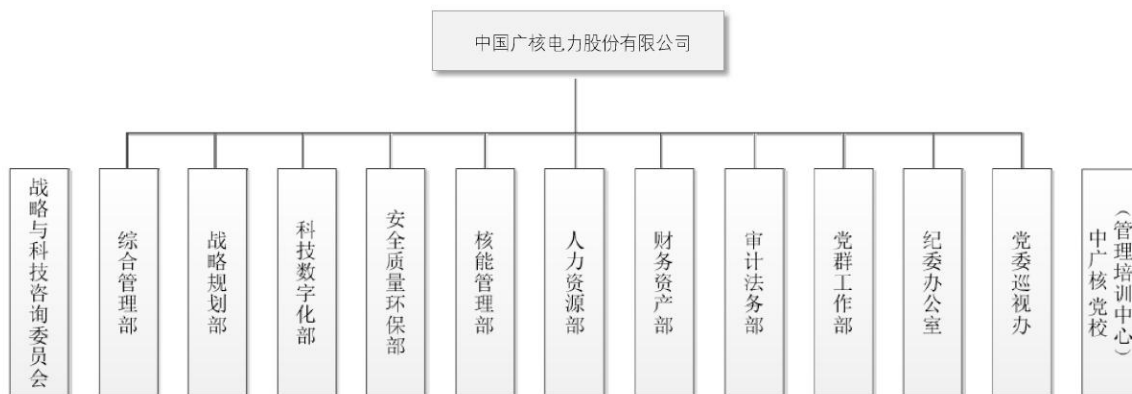 中国广核电力股份有限公司
战略与科技咨询委员会
综合管理部
战略规划部
科技数字化部
安全质量环保部
核能管理部
人力资源部
财务资产部
审计法务部
党群工作部
纪委办公室
党委巡视办
中广核党校
（管理培训中心）